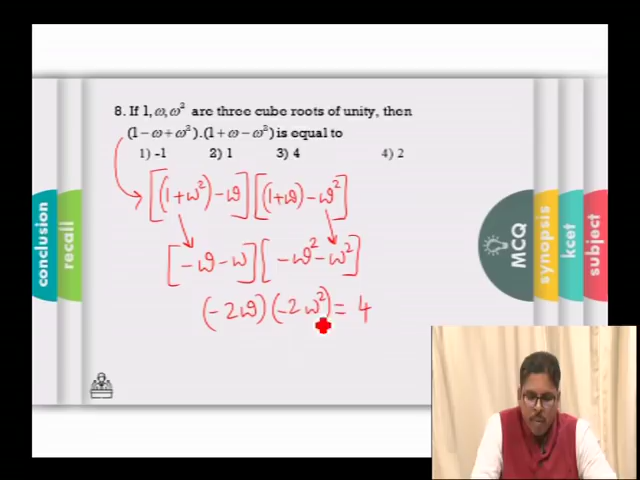 8. If 1, ω, ω² are three cube roots of unity, then
(1 − ω + ω²).(1 + ω − ω²) is equal to
1) -1 2) 1 3) 4 4) 2
[(1+ω²)-ω][(1+ω)-ω²]
[-ω-ω][-ω²-ω²]
(-2ω)(-2ω²) = 4
conclusion
recall
MCQ
synopsis
kcet
subject